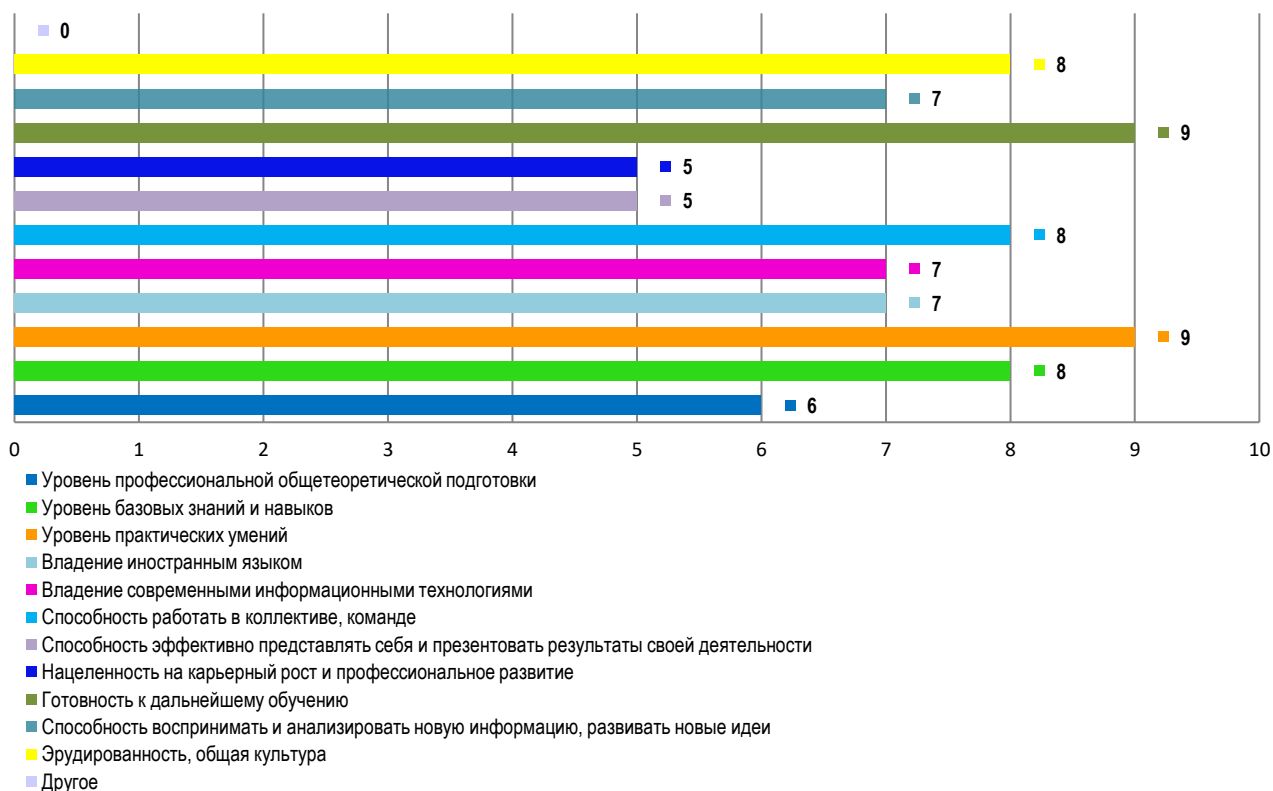 0
8
7
9
5
5
8
7
7
9
8
6
0 1 2 3 4 5 6 7 8 9 10
Уровень профессиональной общетеоретической подготовки
Уровень базовых знаний и навыков
Уровень практических умений
Владение иностранным языком
Владение современными информационными технологиями
Способность работать в коллективе, команде
Способность эффективно представлять себя и презентовать результаты своей деятельности
Нацеленность на карьерный рост и профессиональное развитие
Готовность к дальнейшему обучению
Способность воспринимать и анализировать новую информацию, развивать новые идеи
Эрудированность, общая культура
Другое